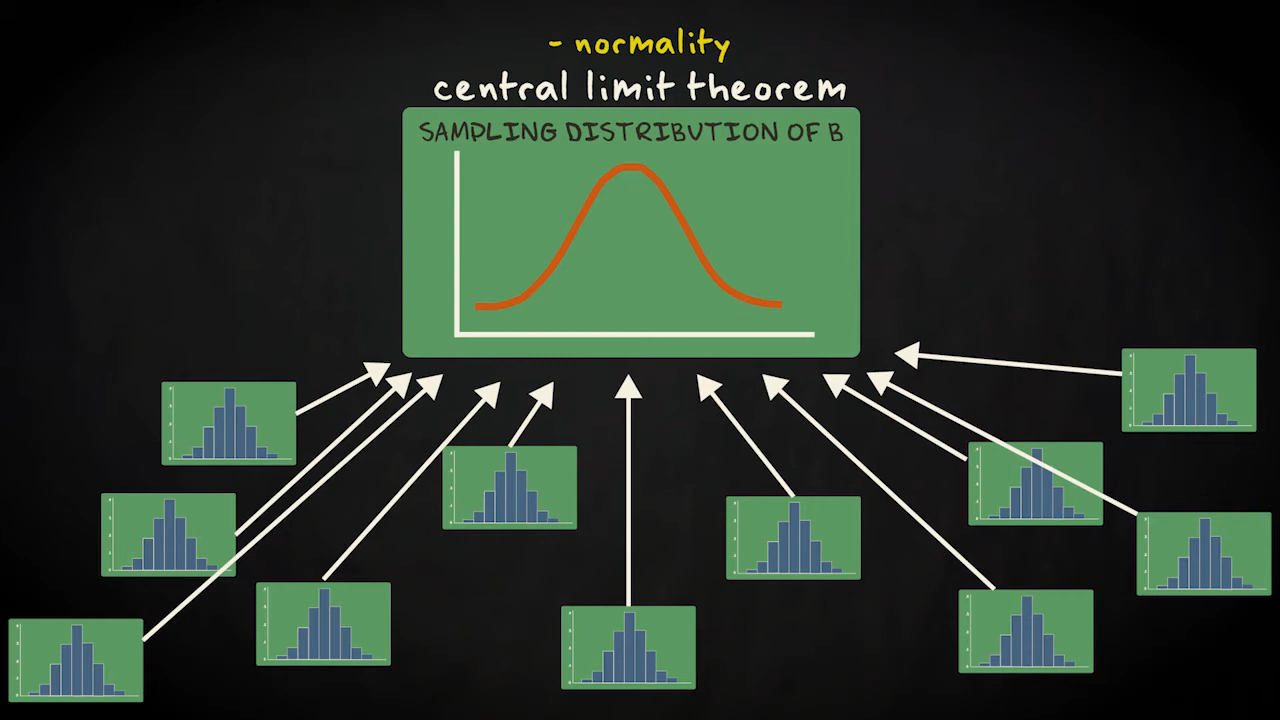 - normality
central limit theorem
SAMPLING DISTRIBUTION OF B